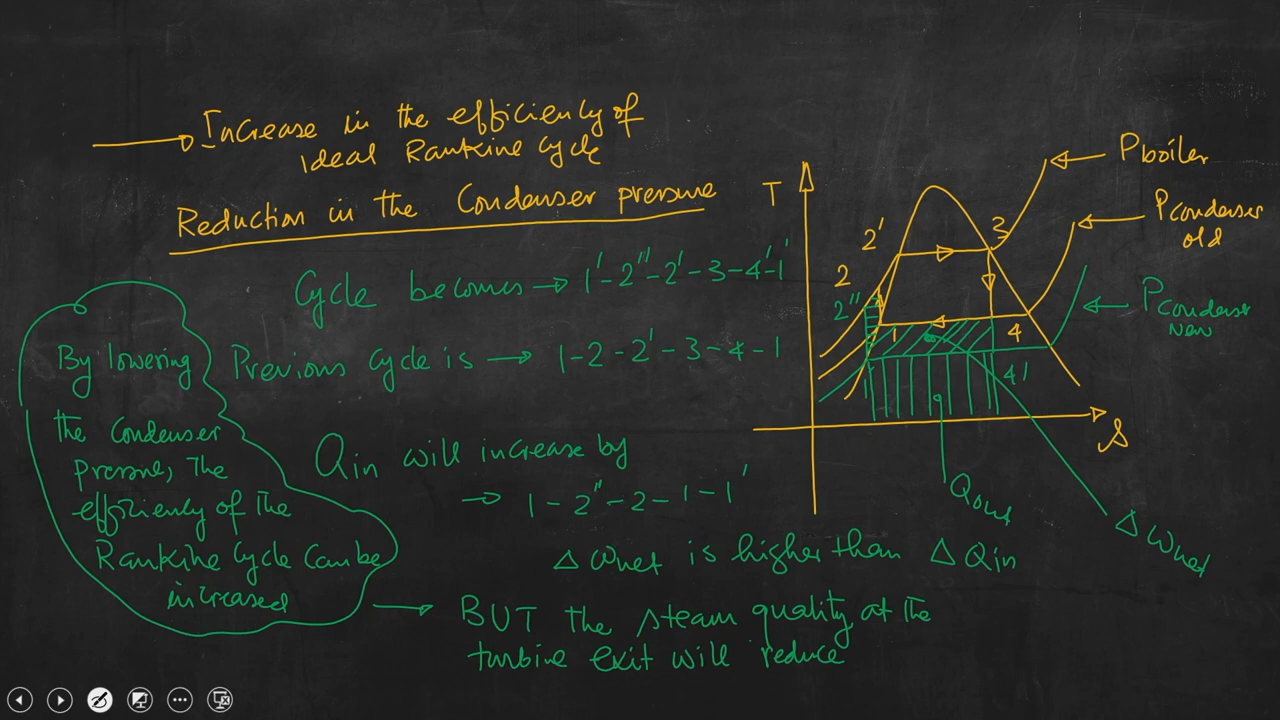 Increase in the efficiency of
ideal Rankine Cycle
Reduction in the Condenser pressure
Cycle becomes → 1'-2''-2'-3-4'-1'
Previous Cycle is → 1-2-2'-3-4-1
Qin will increase by
→ 1-2''-2-1-1'
Δ Wnet is higher than Δ Qin
BUT the steam quality at the
turbine exit will reduce
By lowering
the Condenser
Pressure, The
efficiency of The
Rankine Cycle Can be
increased
T
Pboiler
Pcondenser
old
PCondenser
New
2'
3
2
2''
1
4
4'
s
Qout
Δ Wnet